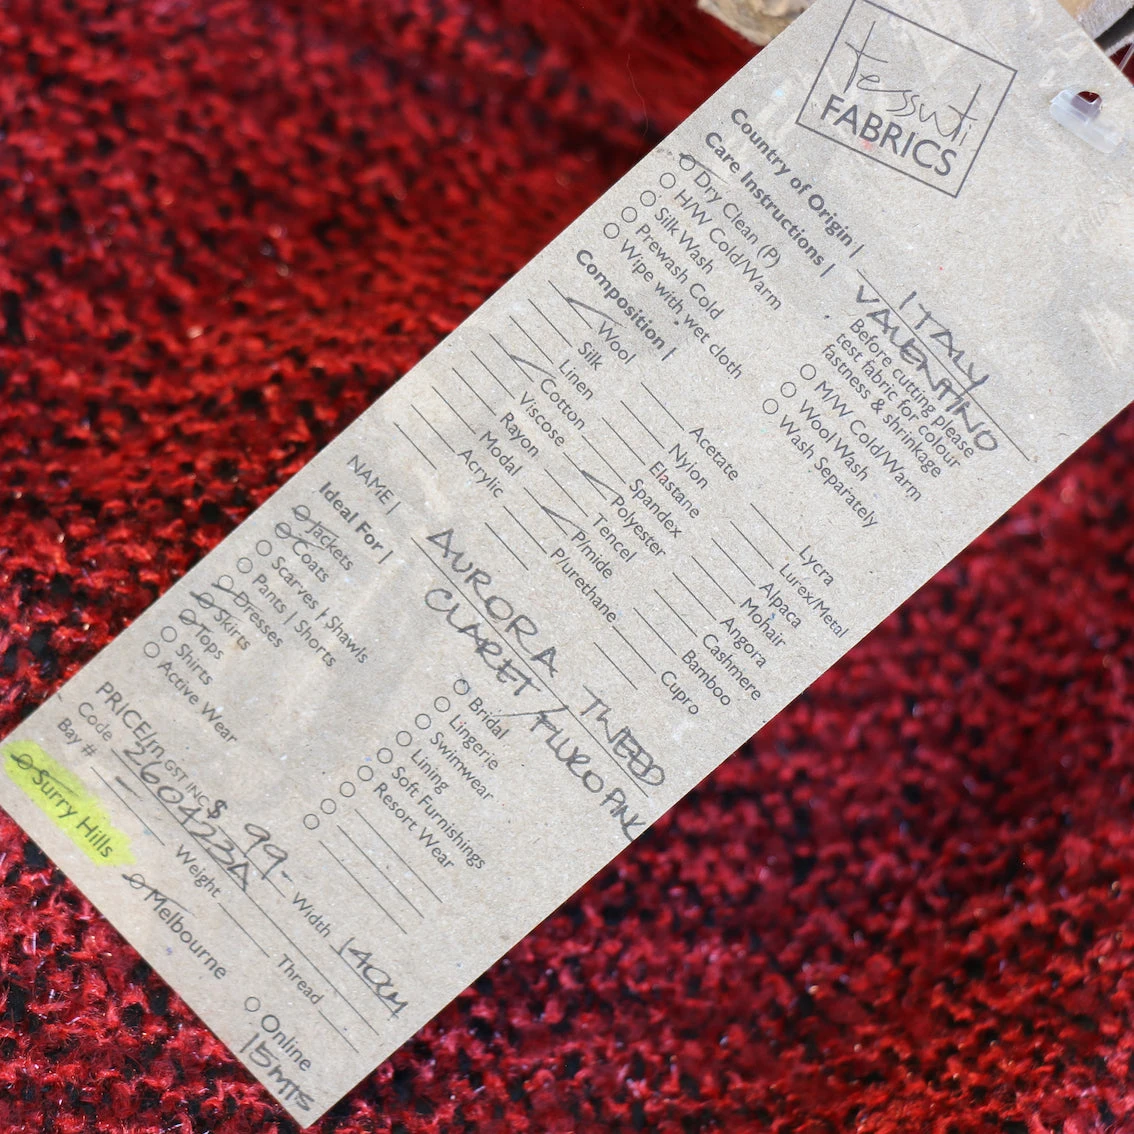 tessuti
FABRICS
Country of Origin | ITALY
Care Instructions | VALENTINO
Dry Clean (P)
H/W Cold/Warm
Silk Wash
Prewash Cold
Wipe with wet cloth
Before cutting please
test fabric for colour
fastness & shrinkage
M/W Cold/Warm
Wool Wash
Wash Separately
Composition |
Wool
Silk
Linen
Cotton
Viscose
Rayon
Modal
Acrylic
Acetate
Nylon
Elastane
Spandex
Polyester
Tencel
P/mide
P/urethane
Lycra
Lurex/Metal
Alpaca
Mohair
Angora
Cashmere
Bamboo
Cupro
NAME | AURORA TWEED
Ideal For | CLARET/FLURO PINK
Jackets
Coats
Scarves | Shawls
Pants | Shorts
Dresses
Skirts
Tops
Shirts
Active Wear
Bridal
Lingerie
Swimwear
Lining
Soft Furnishings
Resort Wear
PRICE/m GST INC $ 99- Width 140CM
Code 260423A
Bay # - Weight Thread
Surry Hills Melbourne Online
15MTS